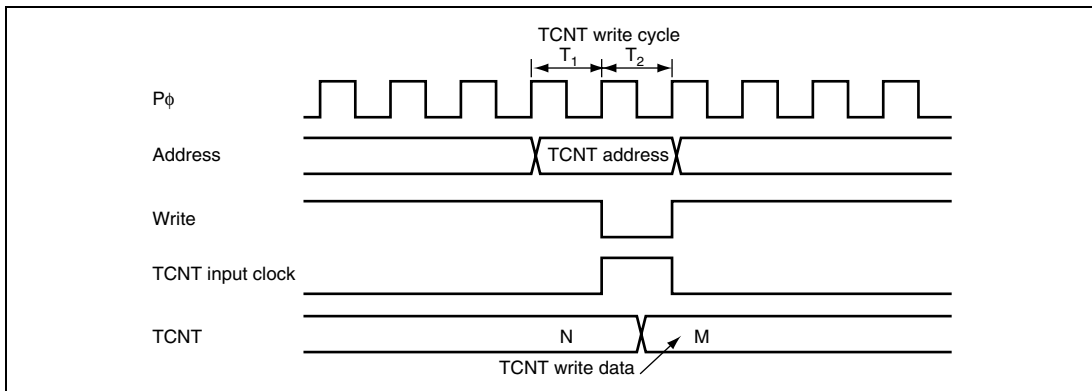 TCNT write cycle
T1 T2
Pϕ
Address
TCNT address
Write
TCNT input clock
TCNT
N
M
TCNT write data